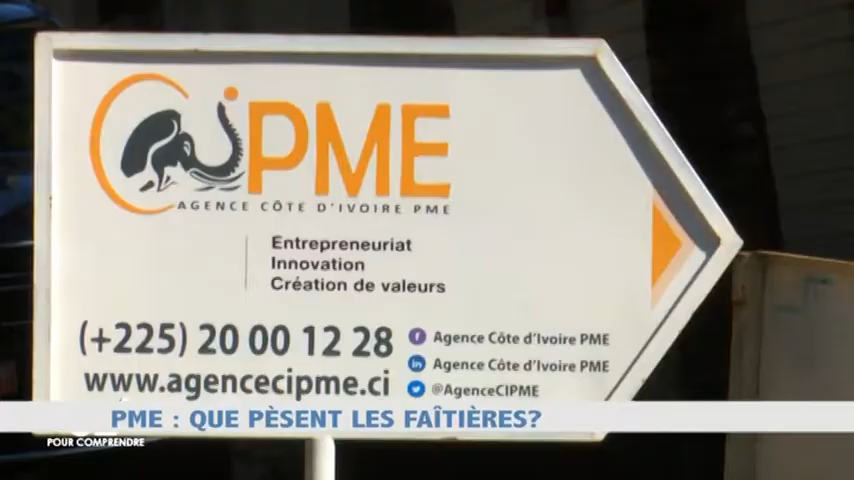 CiPME
AGENCE CÔTE D'IVOIRE PME
Entrepreneuriat
Innovation
Création de valeurs
(+225) 20 00 12 28
www.agencecipme.ci
Agence Côte d'Ivoire PME
Agence Côte d'Ivoire PME
@AgenceCIPME
PME : QUE PÈSENT LES FAÎTIÈRES?
POUR COMPRENDRE